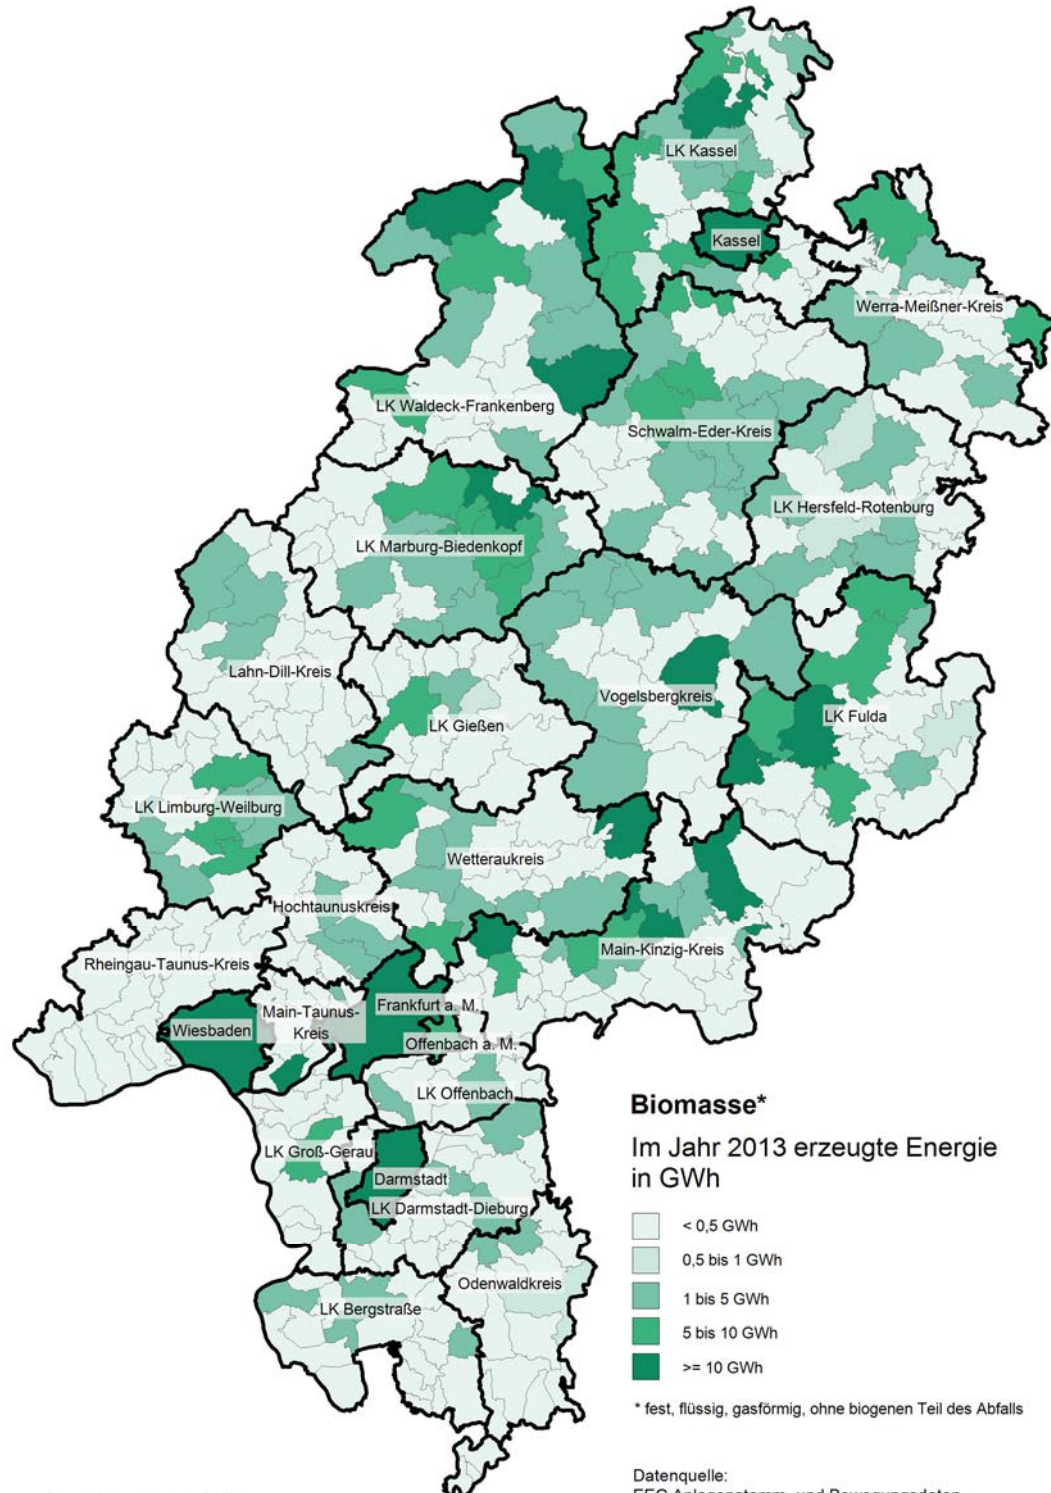 LK Kassel
Kassel
Werra-Meißner-Kreis
LK Waldeck-Frankenberg
Schwalm-Eder-Kreis
LK Hersfeld-Rotenburg
LK Marburg-Biedenkopf
Lahn-Dill-Kreis
Vogelsbergkreis
LK Gießen
LK Fulda
LK Limburg-Weilburg
Wetteraukreis
Hochtaunuskreis
Main-Kinzig-Kreis
Rheingau-Taunus-Kreis
Main-Taunus-
Kreis
Frankfurt a. M.
Wiesbaden
Offenbach a. M.
LK Offenbach
LK Groß-Gerau
Darmstadt
LK Darmstadt-Dieburg
Odenwaldkreis
LK Bergstraße
Biomasse*
Im Jahr 2013 erzeugte Energie
in GWh
< 0,5 GWh
0,5 bis 1 GWh
1 bis 5 GWh
5 bis 10 GWh
>= 10 GWh
* fest, flüssig, gasförmig, ohne biogenen Teil des Abfalls
Datenquelle: